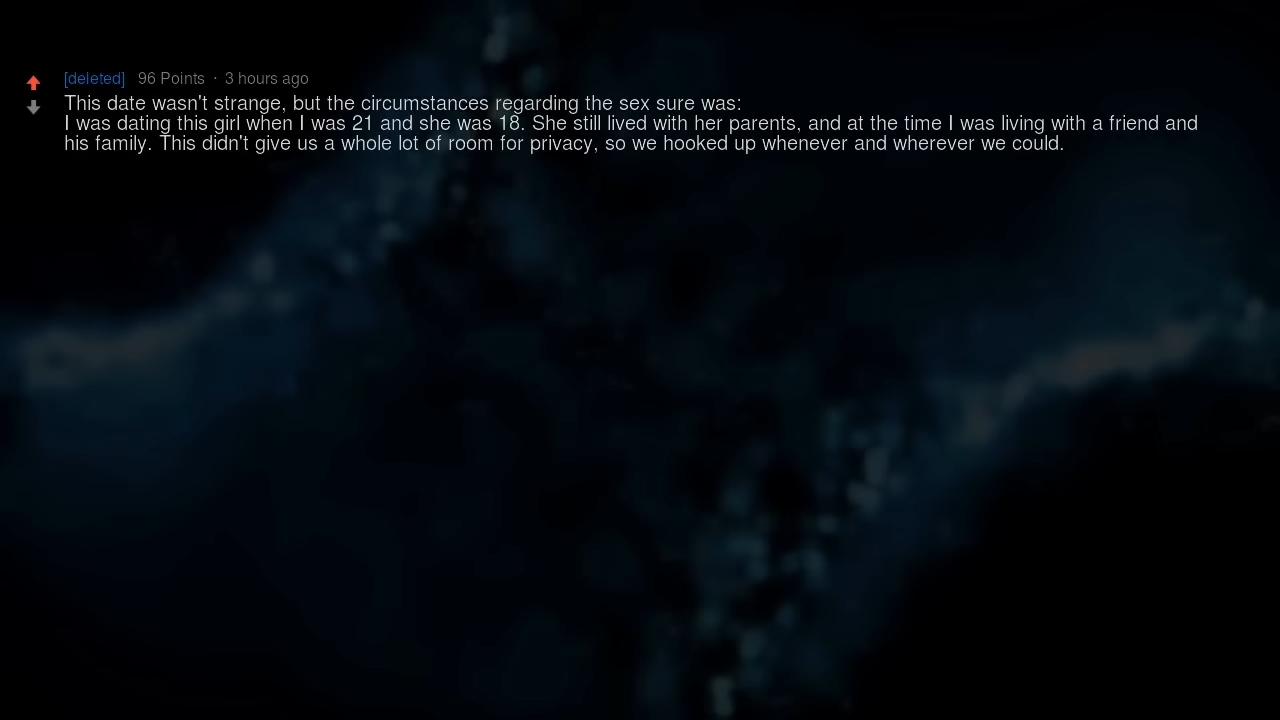 [deleted] 96 Points · 3 hours ago
This date wasn't strange, but the circumstances regarding the sex sure was:
I was dating this girl when I was 21 and she was 18. She still lived with her parents, and at the time I was living with a friend and
his family. This didn't give us a whole lot of room for privacy, so we hooked up whenever and wherever we could.